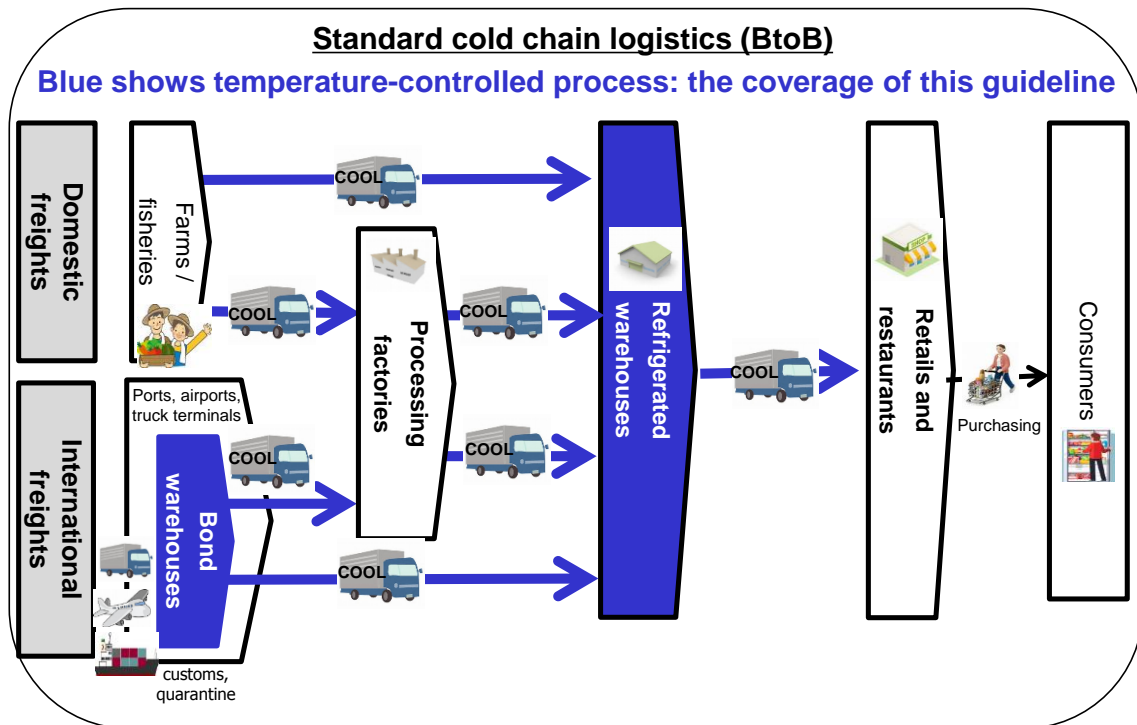 Standard cold chain logistics (BtoB)
Blue shows temperature-controlled process: the coverage of this guideline
Domestic
freights
Farms /
fisheries
COOL
COOL
Processing
factories
COOL
Refrigerated
warehouses
COOL
SHOP
Retails and
restaurants
Purchasing
Consumers
International
freights
Ports, airports,
truck terminals
COOL
Bond
warehouses
COOL
COOL
customs,
quarantine